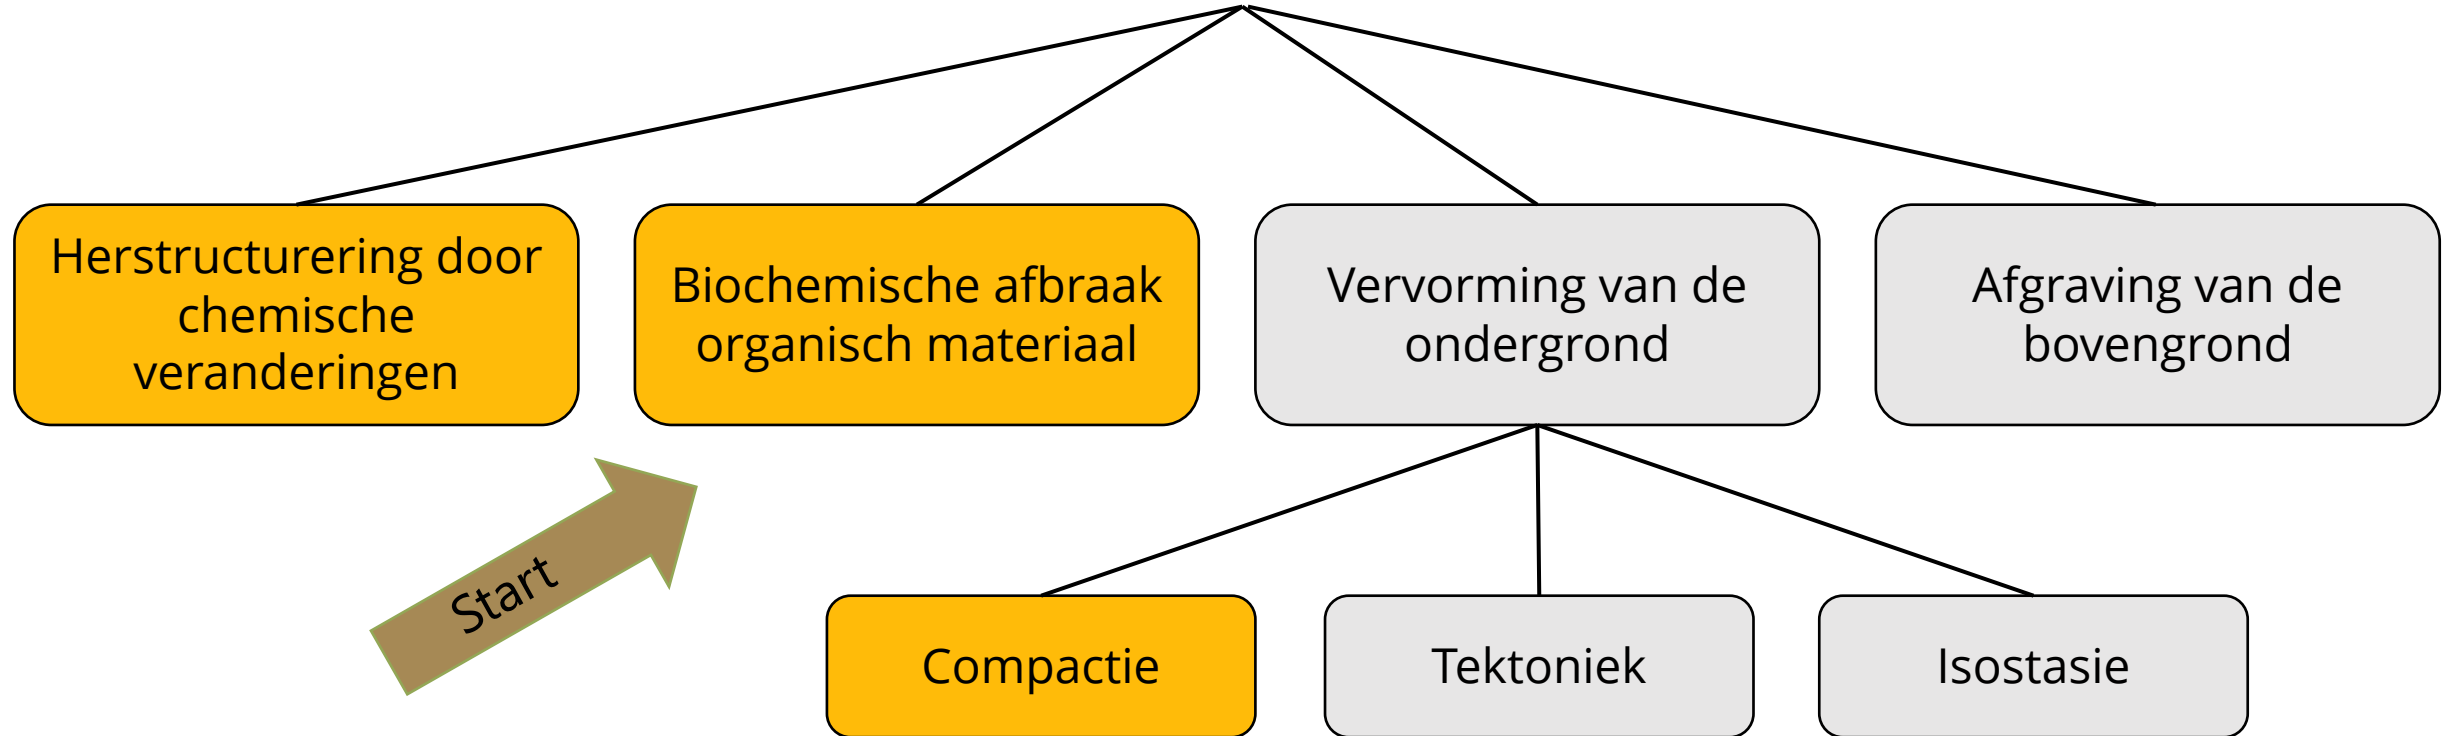 Herstructurering door
chemische
veranderingen
Biochemische afbraak
organisch materiaal
Vervorming van de
ondergrond
Afgraving van de
bovengrond
Start
Compactie
Tektoniek
Isostasie